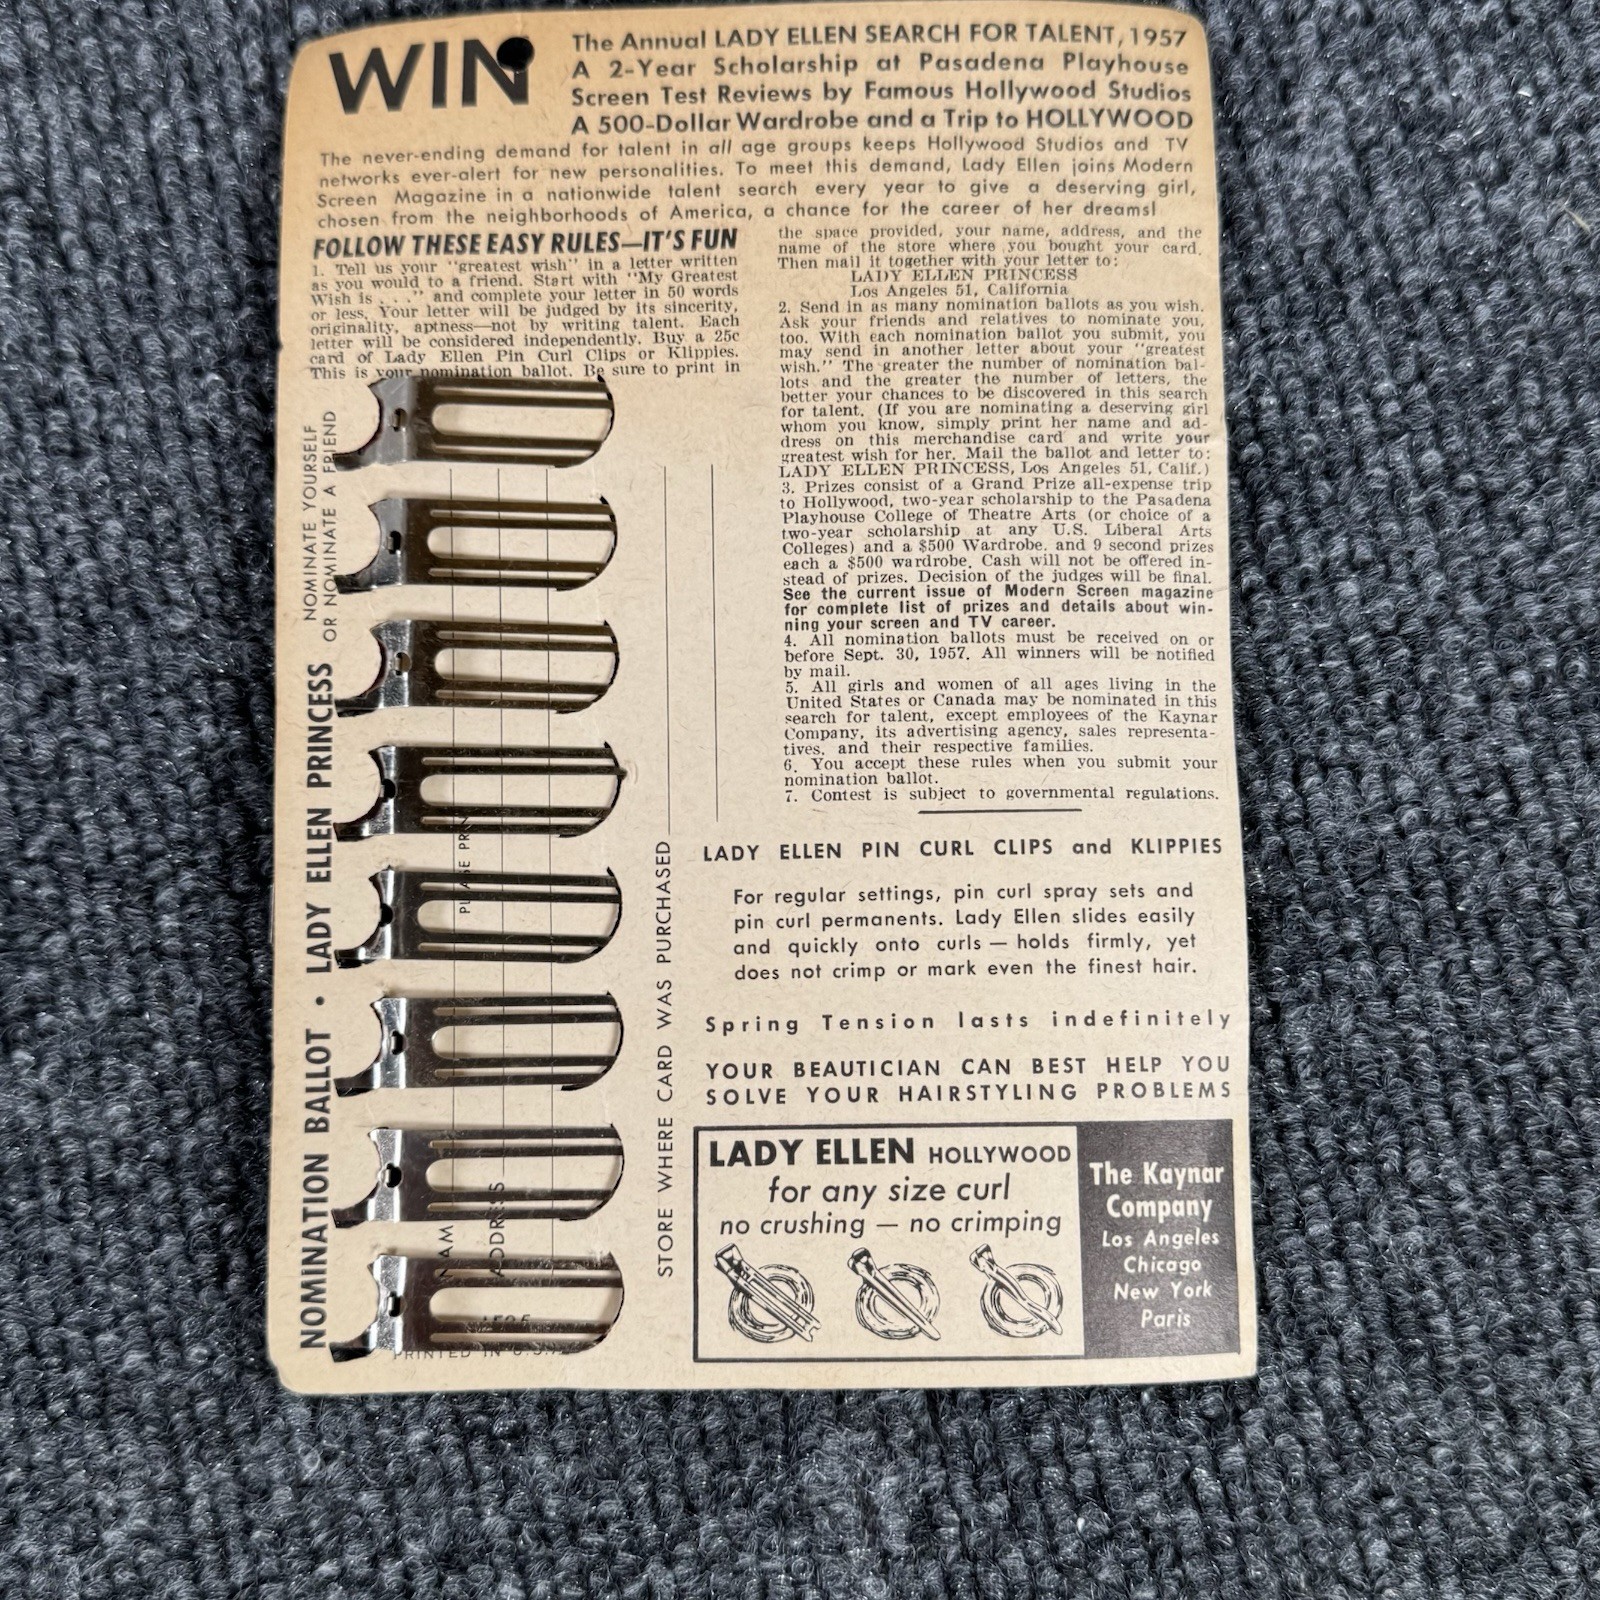 WIN
The Annual LADY ELLEN SEARCH FOR TALENT, 1957
A 2-Year Scholarship at Pasadena Playhouse
Screen Test Reviews by Famous Hollywood Studios
A 500-Dollar Wardrobe and a Trip to HOLLYWOOD
The never-ending demand for talent in all age groups keeps Hollywood Studios and TV
networks ever-alert for new personalities. To meet this demand, Lady Ellen joins Modern
Screen Magazine in a nationwide talent search every year to give a deserving girl,
chosen from the neighborhoods of America, a chance for the career of her dreams!
FOLLOW THESE EASY RULES—IT'S FUN
1. Tell us your "greatest wish" in a letter written
as you would to a friend. Start with "My Greatest
Wish is . . ." and complete your letter in 50 words
or less. Your letter will be judged by its sincerity,
originality, aptness—not by writing talent. Each
letter will be considered independently. Buy a 25c
card of Lady Ellen Pin Curl Clips or Klippies.
This is your nomination ballot. Be sure to print in
the space provided, your name, address, and the
name of the store where you bought your card.
Then mail it together with your letter to:
LADY ELLEN PRINCESS
Los Angeles 51, California
2. Send in as many nomination ballots as you wish.
Ask your friends and relatives to nominate you,
too. With each nomination ballot you submit, you
may send in another letter about your "greatest
wish." The greater the number of nomination bal-
lots and the greater the number of letters, the
better your chances to be discovered in this search
for talent. (If you are nominating a deserving girl
whom you know, simply print her name and ad-
dress on this merchandise card and write your
greatest wish for her. Mail the ballot and letter to:
LADY ELLEN PRINCESS, Los Angeles 51, Calif.)
3. Prizes consist of a Grand Prize all-expense trip
to Hollywood, two-year scholarship to the Pasadena
Playhouse College of Theatre Arts (or choice of a
two-year scholarship at any U.S. Liberal Arts
Colleges) and a $500 Wardrobe. and 9 second prizes
each a $500 wardrobe. Cash will not be offered in-
stead of prizes. Decision of the judges will be final.
See the current issue of Modern Screen magazine
for complete list of prizes and details about win-
ning your screen and TV career.
4. All nomination ballots must be received on or
before Sept. 30, 1957. All winners will be notified
by mail.
5. All girls and women of all ages living in the
United States or Canada may be nominated in this
search for talent, except employees of the Kaynar
Company, its advertising agency, sales representa-
tives, and their respective families.
6. You accept these rules when you submit your
nomination ballot.
7. Contest is subject to governmental regulations.
NOMINATION BALLOT • LADY ELLEN PRINCESS
NOMINATE YOURSELF
OR NOMINATE A FRIEND
ADDRESS
STORE WHERE CARD WAS PURCHASED
PRINTED IN U.S.A.
LADY ELLEN PIN CURL CLIPS and KLIPPIES
For regular settings, pin curl spray sets and
pin curl permanents. Lady Ellen slides easily
and quickly onto curls — holds firmly, yet
does not crimp or mark even the finest hair.
Spring Tension lasts indefinitely
YOUR BEAUTICIAN CAN BEST HELP YOU
SOLVE YOUR HAIRSTYLING PROBLEMS
LADY ELLEN HOLLYWOOD
for any size curl
no crushing — no crimping
The Kaynar
Company
Los Angeles
Chicago
New York
Paris